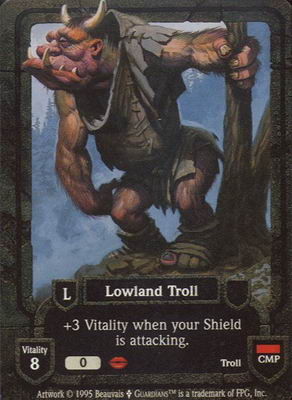 L
Lowland Troll
+3 Vitality when your Shield
is attacking.
Vitality
8
0
Troll
CMP
Artwork © 1995 Beauvais ⚜ GUARDIANS™ is a trademark of FPG, Inc.